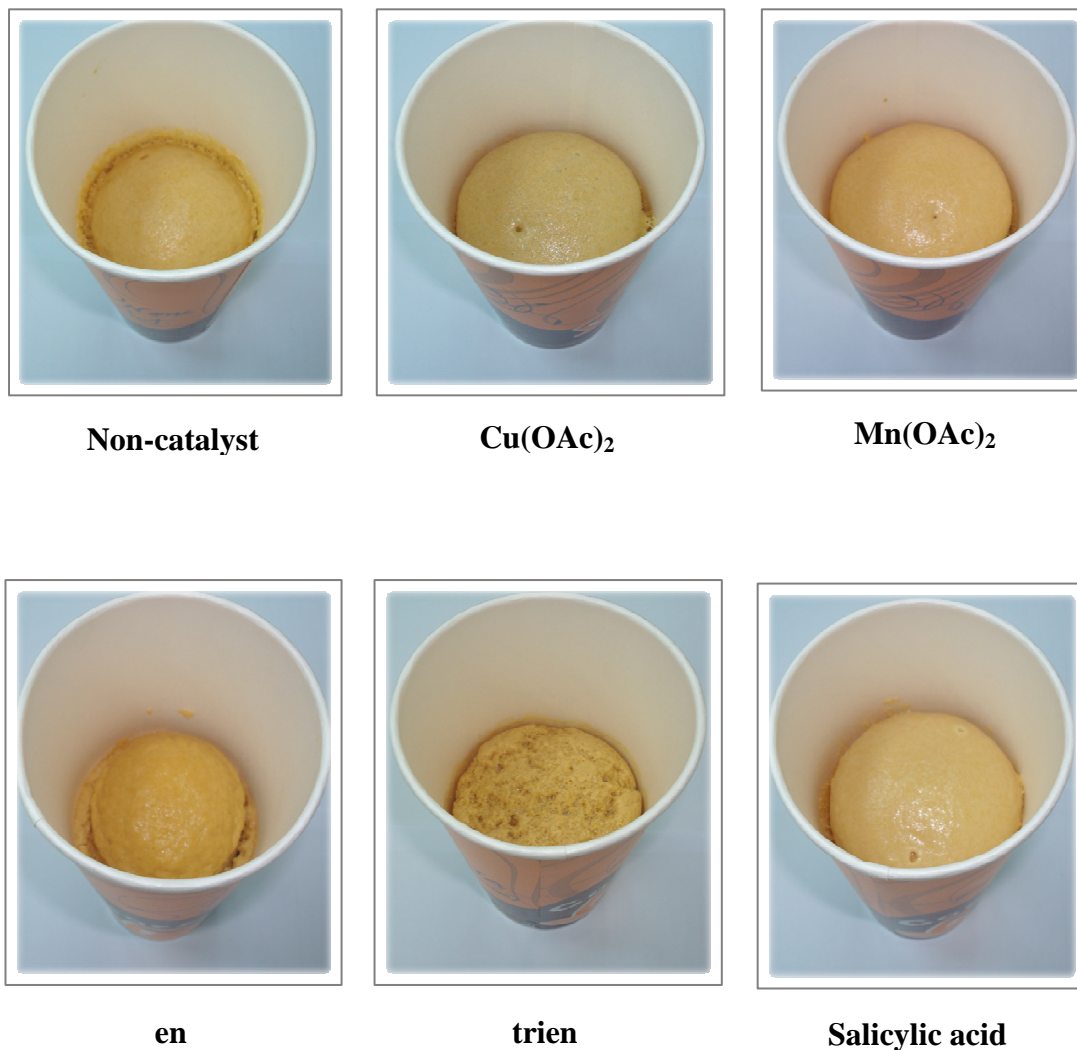 Non-catalyst
Cu(OAc)₂
Mn(OAc)₂
en
trien
Salicylic acid